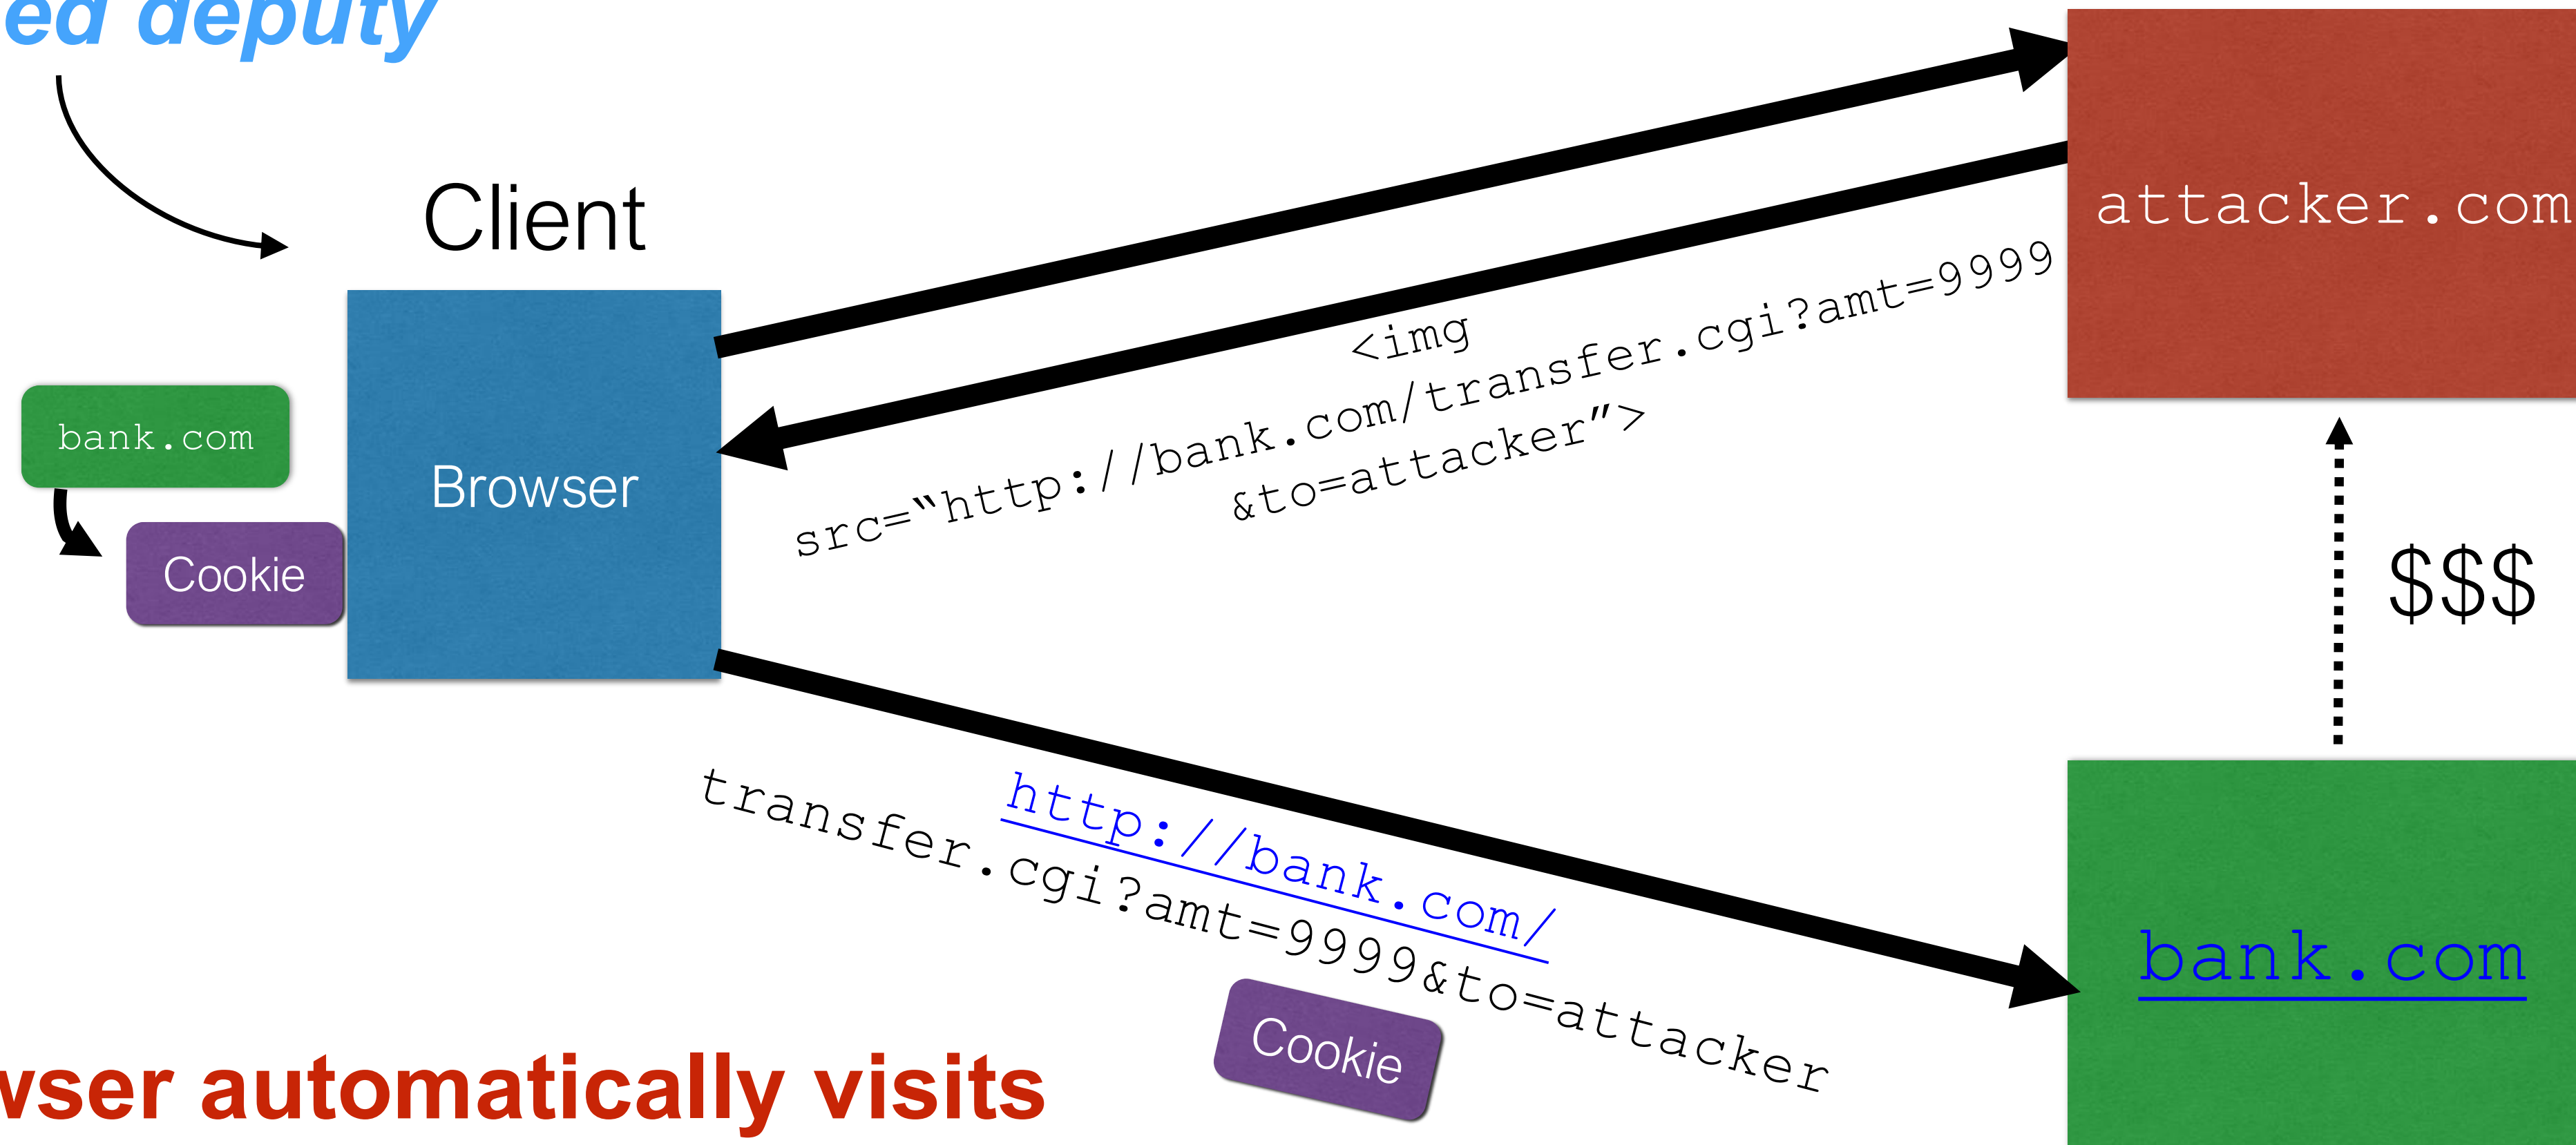 ed deputy
Client
attacker.com
<img
src=“http://bank.com/transfer.cgi?amt=9999
&to=attacker”>
bank.com
Browser
Cookie
$$$
http://bank.com/
transfer.cgi?amt=9999&to=attacker
bank.com
Cookie
wser automatically visits